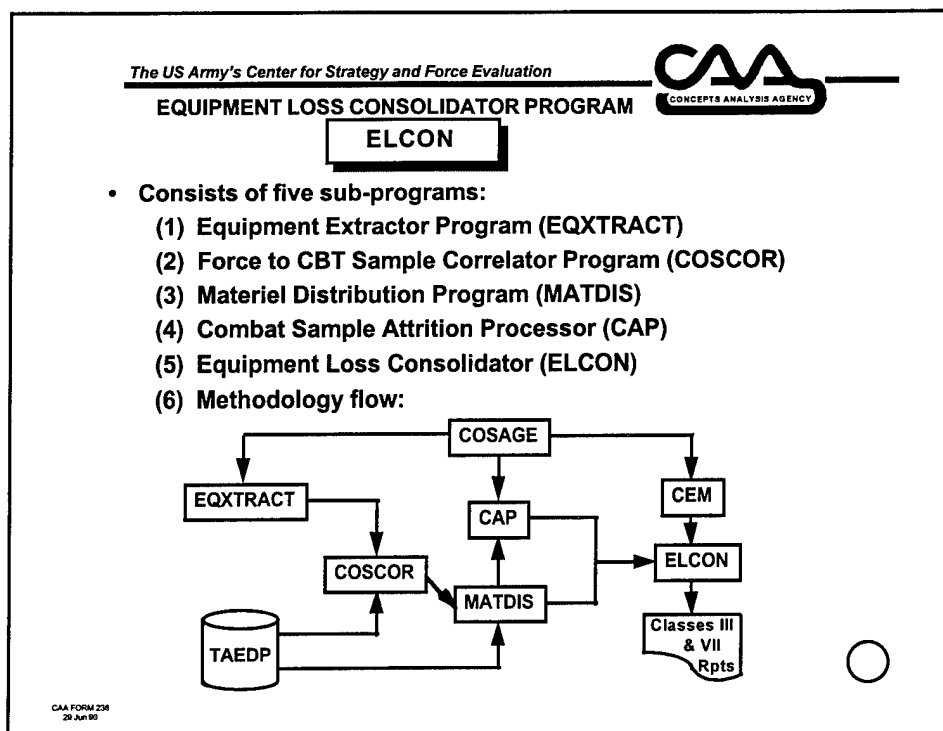 The US Army's Center for Strategy and Force Evaluation
CAA
CONCEPTS ANALYSIS AGENCY
EQUIPMENT LOSS CONSOLIDATOR PROGRAM
ELCON
• Consists of five sub-programs:
(1) Equipment Extractor Program (EQXTRACT)
(2) Force to CBT Sample Correlator Program (COSCOR)
(3) Materiel Distribution Program (MATDIS)
(4) Combat Sample Attrition Processor (CAP)
(5) Equipment Loss Consolidator (ELCON)
(6) Methodology flow:
COSAGE
EQXTRACT
CEM
CAP
COSCOR
ELCON
MATDIS
TAEDP
Classes III
& VII
Rpts
CAA FORM 238